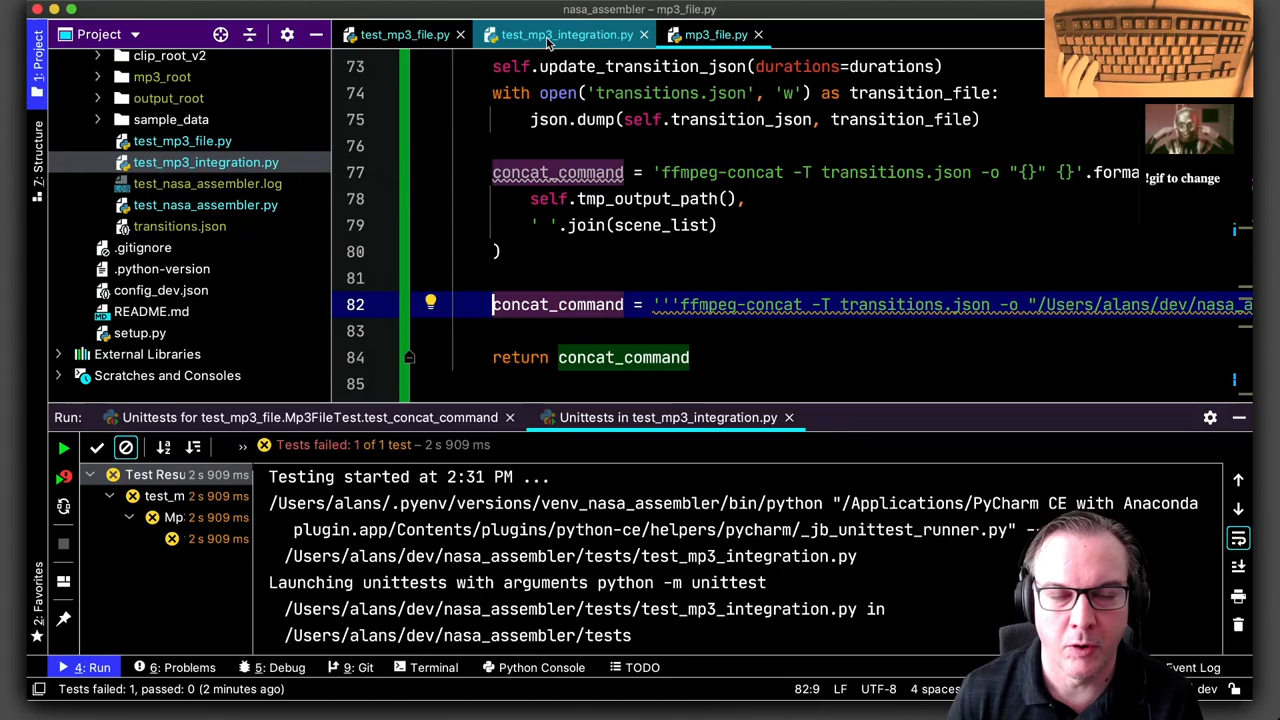 nasa_assembler – mp3_file.py
Project
test_mp3_file.py
test_mp3_integration.py
mp3_file.py
1: Project
7: Structure
2: Favorites
clip_root_v2
mp3_root
output_root
sample_data
test_mp3_file.py
test_mp3_integration.py
test_nasa_assembler.log
test_nasa_assembler.py
transitions.json
.gitignore
.python-version
config_dev.json
README.md
setup.py
External Libraries
Scratches and Consoles
73 self.update_transition_json(durations=durations)
74 with open('transitions.json', 'w') as transition_file:
75 json.dump(self.transition_json, transition_file)
76
77 concat_command = 'ffmpeg-concat -T transitions.json -o "{}" {}'.forma
78 self.tmp_output_path(),
79 ' '.join(scene_list)
80 )
81
82 concat_command = '''ffmpeg-concat -T transitions.json -o "/Users/alans/dev/nasa_a
83
84 return concat_command
85
!gif to change
Run: Unittests for test_mp3_file.Mp3FileTest.test_concat_command
Unittests in test_mp3_integration.py
» Tests failed: 1 of 1 test – 2 s 909 ms
Test Resu 2 s 909 ms
test_m 2 s 909 ms
Mp 2 s 909 ms
2 s 909 ms
Testing started at 2:31 PM ...
/Users/alans/.pyenv/versions/venv_nasa_assembler/bin/python "/Applications/PyCharm CE with Anaconda
plugin.app/Contents/plugins/python-ce/helpers/pycharm/_jb_unittest_runner.py" -
/Users/alans/dev/nasa_assembler/tests/test_mp3_integration.py
Launching unittests with arguments python -m unittest
/Users/alans/dev/nasa_assembler/tests/test_mp3_integration.py in
/Users/alans/dev/nasa_assembler/tests
4: Run
6: Problems
5: Debug
9: Git
Terminal
Python Console
TODO
Event Log
Tests failed: 1, passed: 0 (2 minutes ago)
82:9 LF UTF-8 4 spaces dev